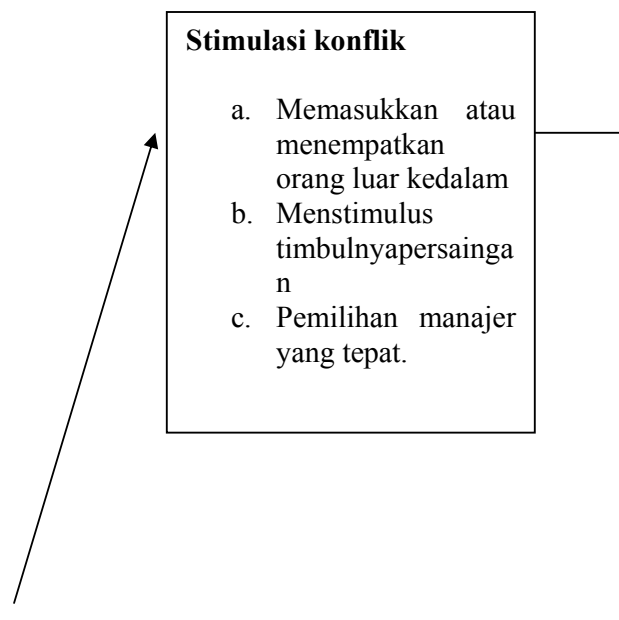 Stimulasi konflik
a. Memasukkan atau
menempatkan
orang luar kedalam
b. Menstimulus
timbulnyapersainga
n
c. Pemilihan manajer
yang tepat.